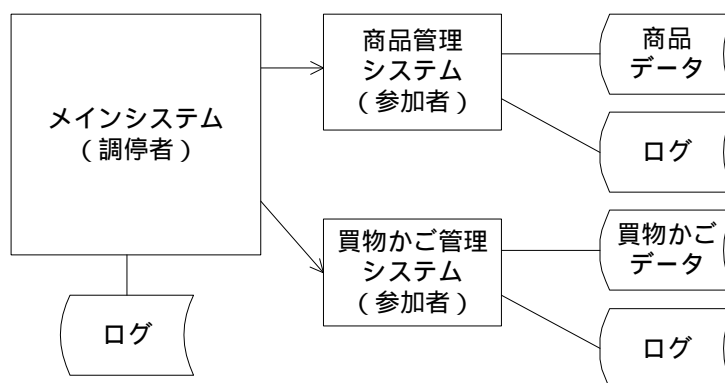 メインシステム
（調停者）
ログ
商品管理
システム
（参加者）
商品
データ
ログ
買物かご管理
システム
（参加者）
買物かご
データ
ログ